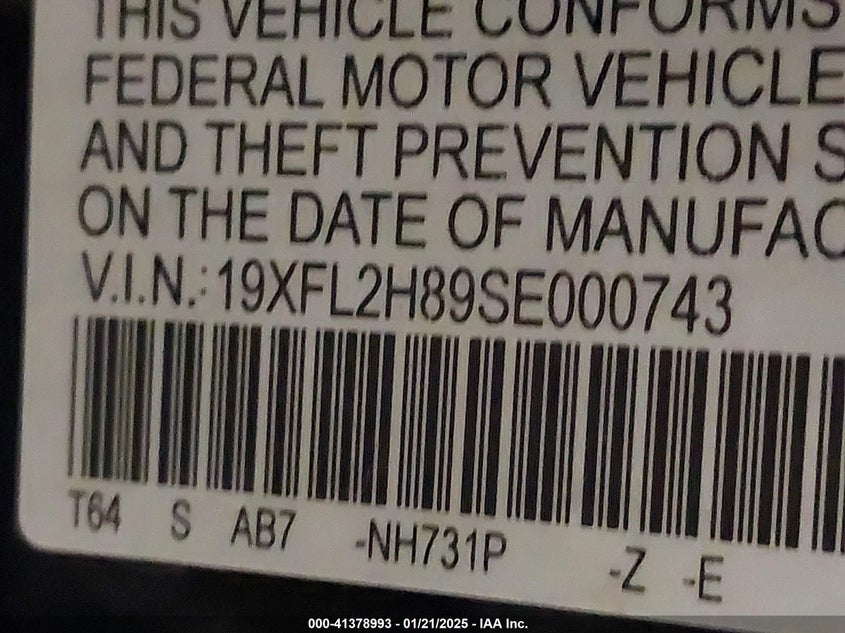 THIS VEHICLE CONFORMS
FEDERAL MOTOR VEHICLE
AND THEFT PREVENTION S
ON THE DATE OF MANUFAC
V.I.N.: 19XFL2H89SE000743
T64 S AB7 -NH731P -Z -E
000-41378993 - 01/21/2025 - IAA Inc.